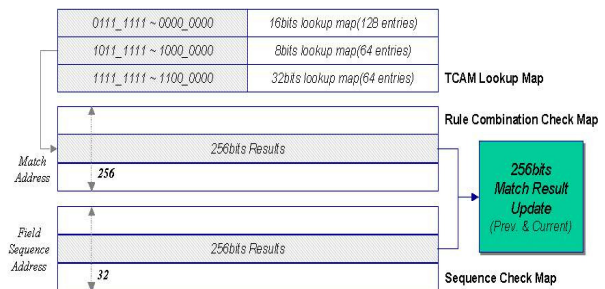 0111_1111 ~ 0000_0000 16bits lookup map(128 entries)
1011_1111 ~ 1000_0000 8bits lookup map(64 entries)
1111_1111 ~ 1100_0000 32bits lookup map(64 entries)
TCAM Lookup Map
Rule Combination Check Map
256bits Results
Match
Address
256
256bits
Match Result
Update
(Prev. & Current)
Field
Sequence
Address
256bits Results
32
Sequence Check Map